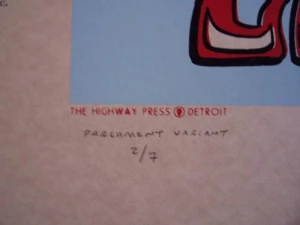 c.
THE HIGHWAY PRESS DETROIT
PARCHMENT VARIANT
2/7